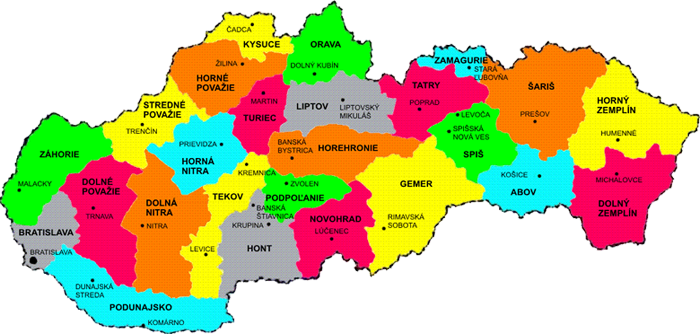 ČADCA
KYSUCE
ORAVA
DOLNÝ KUBÍN
ŽILINA
HORNÉ
POVAŽIE
ZAMAGURIE
STARÁ
ĽUBOVŇA
TATRY
POPRAD
ŠARIŠ
PREŠOV
HORNÝ
ZEMPLÍN
HUMENNÉ
STREDNÉ
POVAŽIE
TRENČÍN
MARTIN
TURIEC
LIPTOV
LIPTOVSKÝ
MIKULÁŠ
LEVOČA
SPIŠSKÁ
NOVÁ VES
SPIŠ
ZÁHORIE
MALACKY
PRIEVIDZA
HORNÁ
NITRA
BANSKÁ
BYSTRICA
HOREHRONIE
KREMNICA
KOŠICE
ABOV
MICHALOVCE
DOLNÝ
ZEMPLÍN
DOLNÉ
POVAŽIE
TRNAVA
DOLNÁ
NITRA
NITRA
TEKOV
ZVOLEN
PODPOĽANIE
GEMER
RIMAVSKÁ
SOBOTA
BRATISLAVA
BRATISLAVA
BANSKÁ
ŠTIAVNICA
KRUPINA
HONT
LEVICE
NOVOHRAD
LUČENEC
DUNAJSKÁ
STREDA
PODUNAJSKO
KOMÁRNO